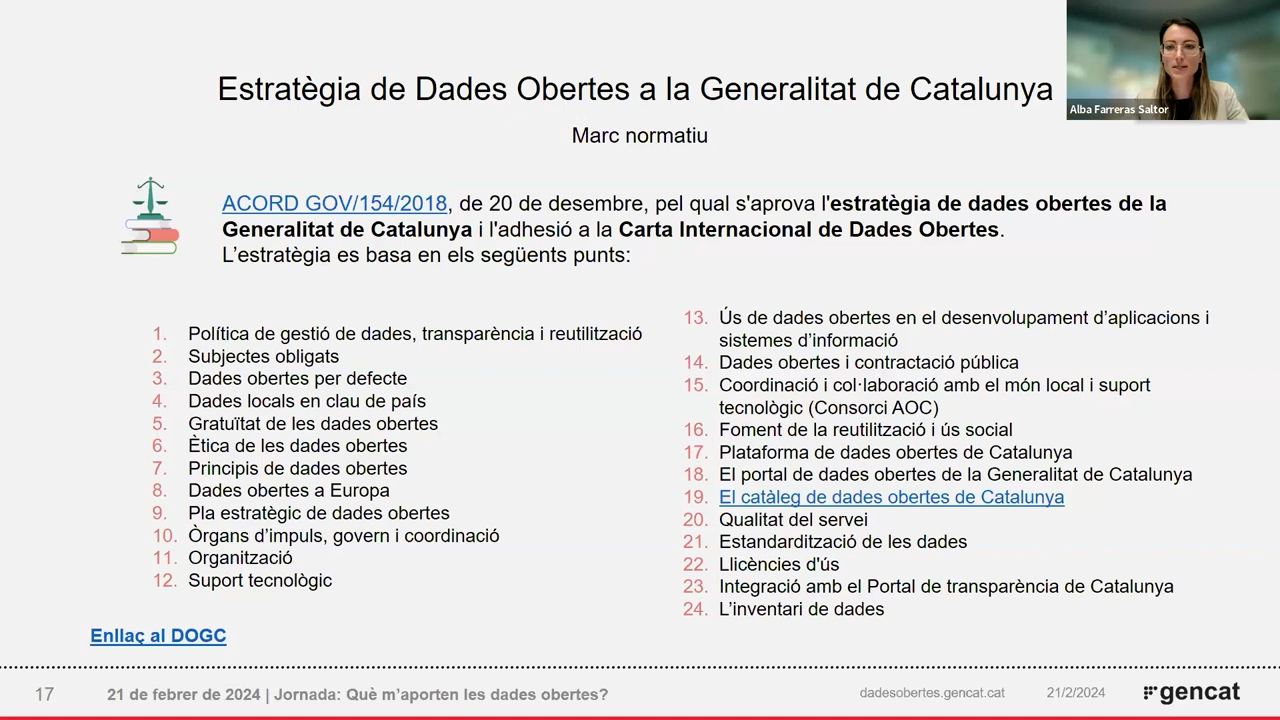 Estratègia de Dades Obertes a la Generalitat de Catalunya
Alba Farreras Saltor
Marc normatiu
ACORD GOV/154/2018, de 20 de desembre, pel qual s'aprova l'estratègia de dades obertes de la
Generalitat de Catalunya i l'adhesió a la Carta Internacional de Dades Obertes.
L’estratègia es basa en els següents punts:
1. Política de gestió de dades, transparència i reutilització
2. Subjectes obligats
3. Dades obertes per defecte
4. Dades locals en clau de país
5. Gratuïtat de les dades obertes
6. Ètica de les dades obertes
7. Principis de dades obertes
8. Dades obertes a Europa
9. Pla estratègic de dades obertes
10. Òrgans d’impuls, govern i coordinació
11. Organització
12. Suport tecnològic
13. Ús de dades obertes en el desenvolupament d’aplicacions i
sistemes d’informació
14. Dades obertes i contractació pública
15. Coordinació i col·laboració amb el món local i suport
tecnològic (Consorci AOC)
16. Foment de la reutilització i ús social
17. Plataforma de dades obertes de Catalunya
18. El portal de dades obertes de la Generalitat de Catalunya
19. El catàleg de dades obertes de Catalunya
20. Qualitat del servei
21. Estandardització de les dades
22. Llicències d'ús
23. Integració amb el Portal de transparència de Catalunya
24. L’inventari de dades
Enllaç al DOGC
17
21 de febrer de 2024 | Jornada: Què m’aporten les dades obertes?
dadesobertes.gencat.cat
21/2/2024
gencat